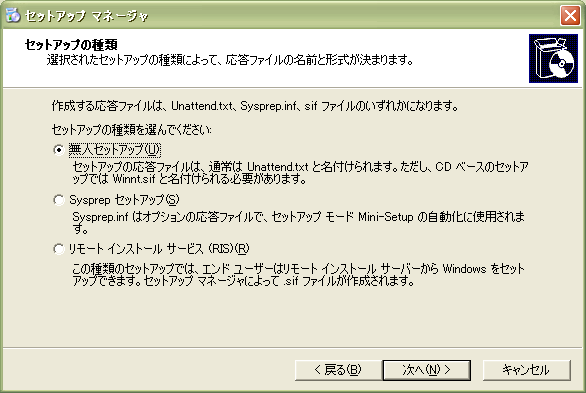 セットアップ マネージャ
セットアップの種類
選択されたセットアップの種類によって、応答ファイルの名前と形式が決まります。
作成する応答ファイルは、Unattend.txt、Sysprep.inf、.sif ファイルのいずれかになります。
セットアップの種類を選んでください:
無人セットアップ(U)
セットアップの応答ファイルは、通常は Unattend.txt と名付けられます。ただし、CD ベースのセットア
ップでは Winnt.sif と名付けられる必要があります。
Sysprep セットアップ(S)
Sysprep.inf はオプションの応答ファイルで、セットアップ モード Mini-Setup の自動化に使用されま
す。
リモート インストール サービス (RIS)(R)
この種類のセットアップでは、エンド ユーザーはリモート インストール サーバーから Windows をセット
アップできます。セットアップ マネージャによって .sif ファイルが作成されます。
< 戻る(B)
次へ(N) >
キャンセル